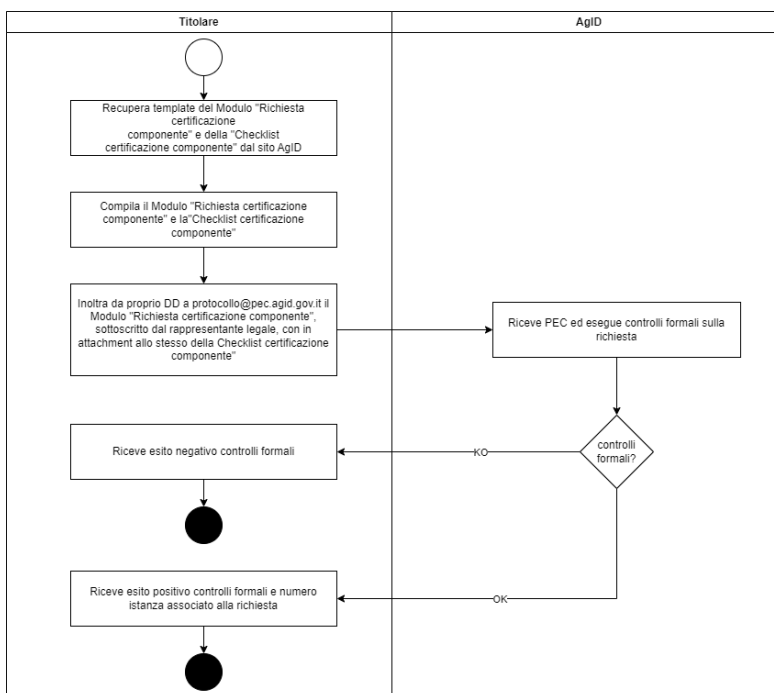 Titolare
AgID
Recupera template del Modulo "Richiesta
certificazione
componente" e della "Checklist
certificazione componente" dal sito AgID
Compila il Modulo "Richiesta certificazione
componente" e la"Checklist certificazione
componente"
Inoltra da proprio DD a protocollo@pec.agid.gov.it il
Modulo "Richiesta certificazione componente",
sottoscritto dal rappresentante legale, con in
attachment allo stesso della Checklist certificazione
componente"
Riceve PEC ed esegue controlli formali sulla
richiesta
controlli
formali?
KO
Riceve esito negativo controlli formali
OK
Riceve esito positivo controlli formali e numero
istanza associato alla richiesta